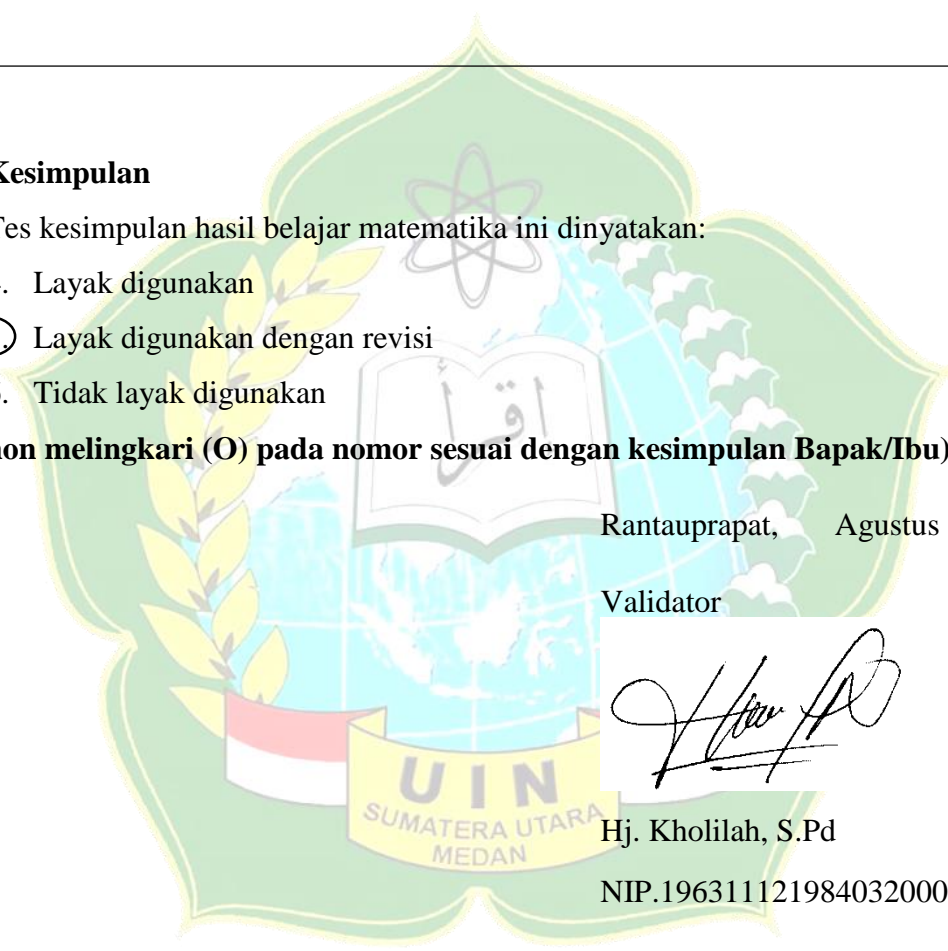 Kesimpulan
Tes kesimpulan hasil belajar matematika ini dinyatakan:
Layak digunakan
Layak digunakan dengan revisi
Tidak layak digunakan
melingkari (O) pada nomor sesuai dengan kesimpulan Bapak/Ibu)
Rantauprapat, Agustus
Validator
اقرأ
UIN
SUMATERA UTARA
MEDAN
Hj. Kholilah, S.Pd
NIP.196311121984032000